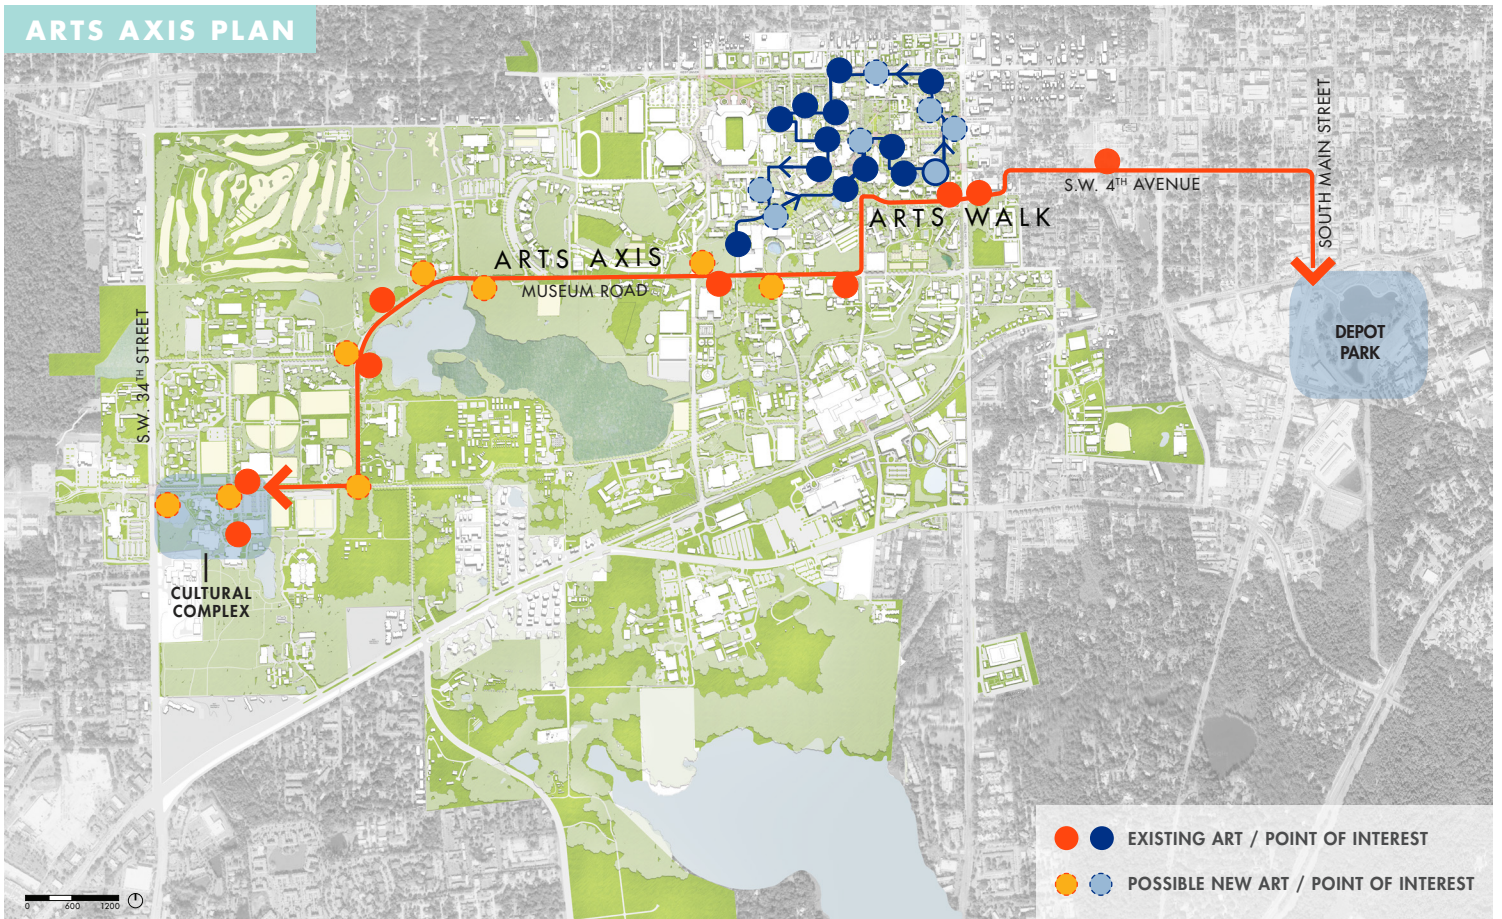 ARTS AXIS PLAN
SOUTH MAIN STREET
S.W. 4TH AVENUE
ARTS WALK
ARTS AXIS
MUSEUM ROAD
S.W. 34TH STREET
DEPOT
PARK
CULTURAL
COMPLEX
EXISTING ART / POINT OF INTEREST
POSSIBLE NEW ART / POINT OF INTEREST
0 600 1200